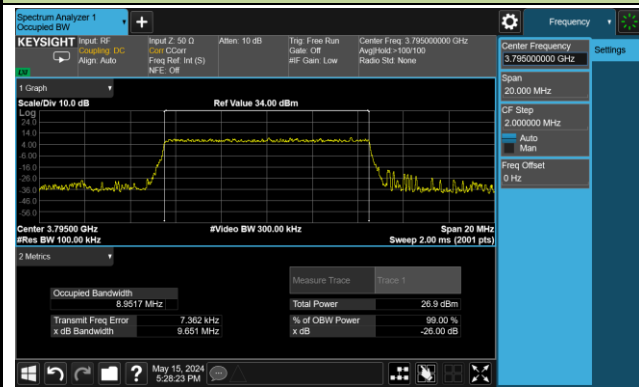 Spectrum Analyzer 1
Occupied BW
+
Frequency
KEYSIGHT
Input: RF
Coupling: DC
Align: Auto
Input Z: 50 Ω
Corr CCorr
Freq Ref: Int (S)
NFE: Off
Atten: 10 dB
Trig: Free Run
Gate: Off
#IF Gain: Low
Center Freq: 3.795000000 GHz
Avg|Hold:>100/100
Radio Std: None
Center Frequency
3.795000000 GHz
Settings
Span
20.000 MHz
CF Step
2.000000 MHz
Auto
Man
Freq Offset
0 Hz
1 Graph
Scale/Div 10.0 dB
Ref Value 34.00 dBm
Log
24.0
14.0
4.00
-6.00
-16.0
-26.0
-36.0
-46.0
-56.0
Center 3.79500 GHz
#Video BW 300.00 kHz
Span 20 MHz
#Res BW 100.00 kHz
Sweep 2.00 ms (2001 pts)
2 Metrics
Measure Trace
Trace 1
Occupied Bandwidth
8.9517 MHz
Total Power
26.9 dBm
Transmit Freq Error
7.362 kHz
% of OBW Power
99.00 %
x dB Bandwidth
9.651 MHz
x dB
-26.00 dB
?
May 15, 2024
5:28:23 PM